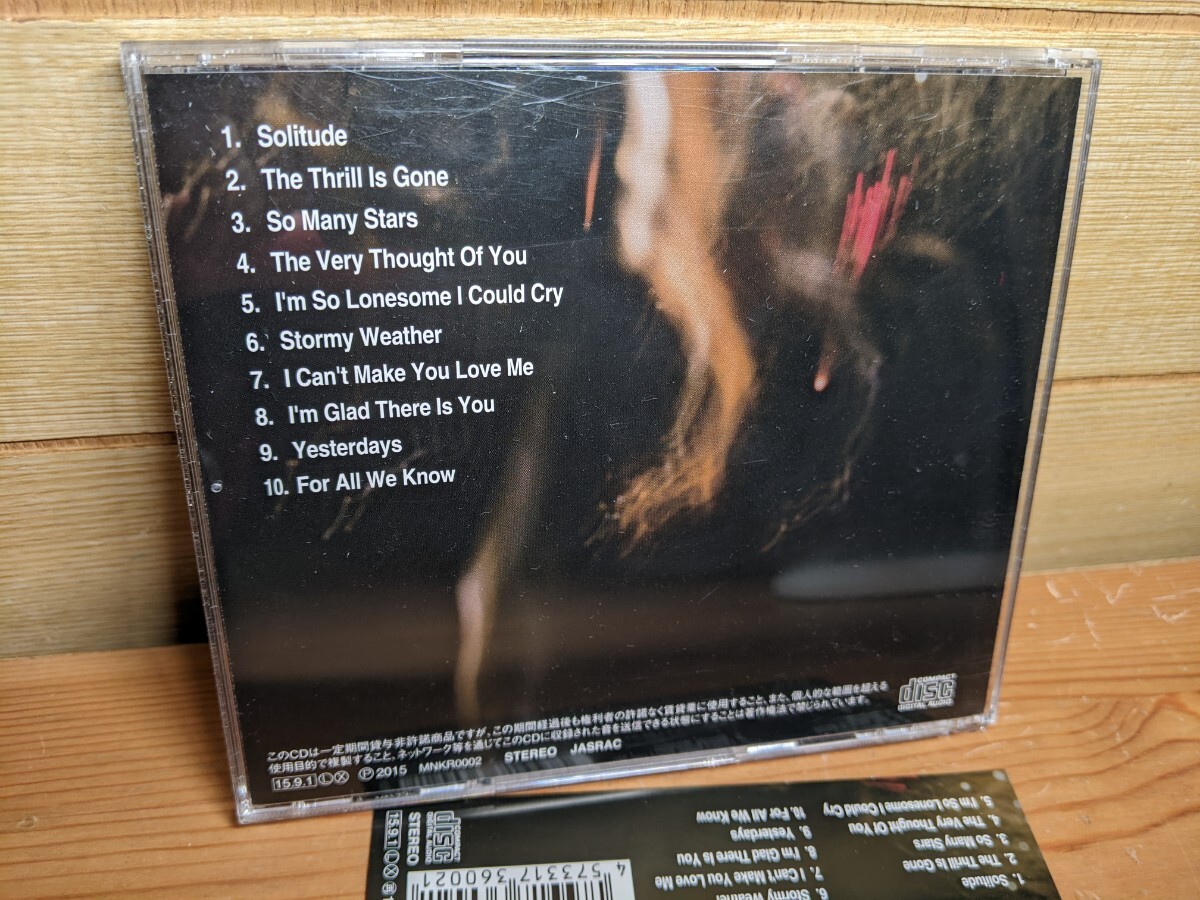 1. Solitude
2. The Thrill Is Gone
3. So Many Stars
4. The Very Thought Of You
5. I'm So Lonesome I Could Cry
6. Stormy Weather
7. I Can't Make You Love Me
8. I'm Glad There Is You
9. Yesterdays
10. For All We Know
このCDは一定期間貸与非許諾商品ですが、この期間経過後も権利者の許諾なく賃貸業に使用すること、また、個人的な範囲を超える
使用目的で複製すること、ネットワーク等を通じてこのCDに収録された音を送信できる状態にすることは著作権法で禁じられています。
15.9.1 Ⓛ Ⓧ Ⓟ 2015 MNKR0002 STEREO JASRAC
COMPACT
disc
DIGITAL AUDIO
1. Solitude
2. The Thrill Is Gone
3. So Many Stars
4. The Very Thought Of You
5. I'm So Lonesome I Could Cry
6. Stormy Weather
7. I Can't Make You Love Me
8. I'm Glad There Is You
9. Yesterdays
10. For All We Know
4 573317 360021
COMPACT
disc
DIGITAL AUDIO
STEREO
15.9.1 Ⓛ Ⓧ